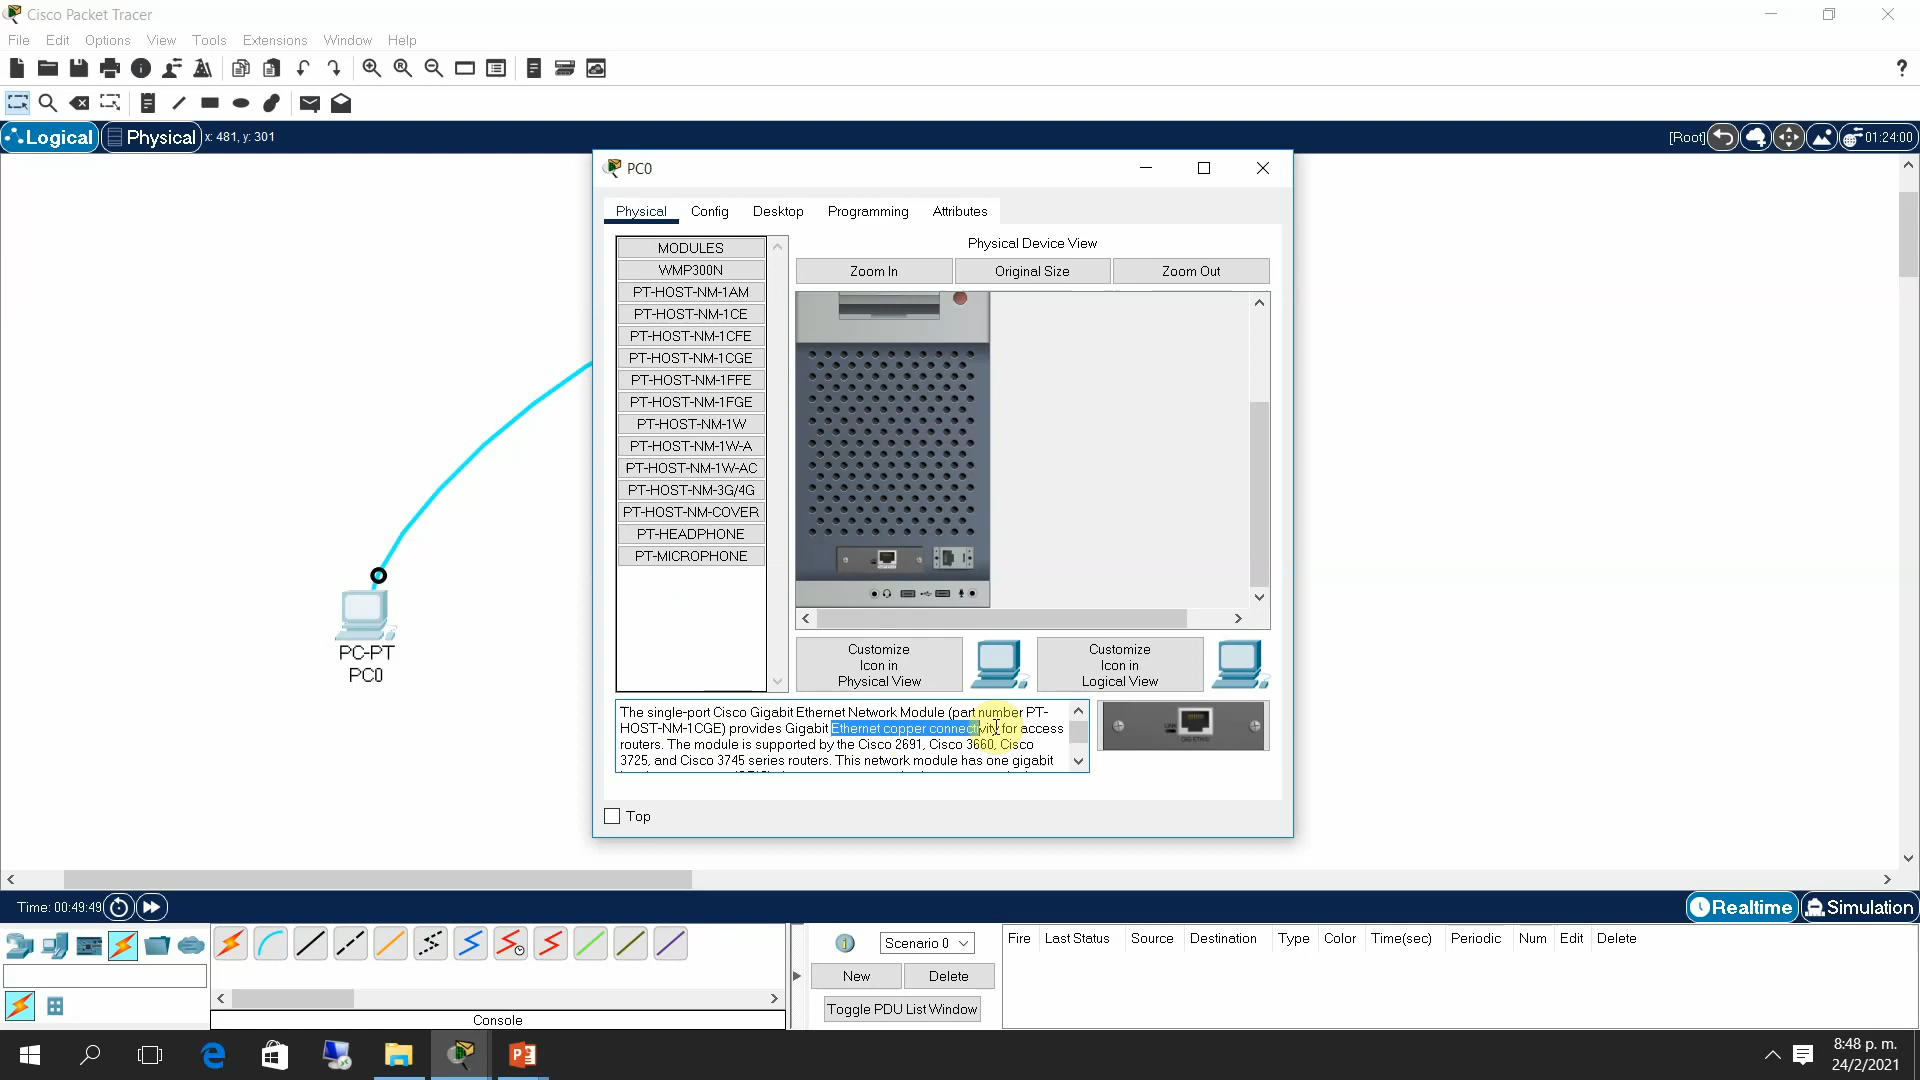 Cisco Packet Tracer
File Edit Options View Tools Extensions Window Help
?
Logical Physical x: 481, y: 301 [Root] 01:24:00
PC0
Physical Config Desktop Programming Attributes
MODULES
WMP300N
PT-HOST-NM-1AM
PT-HOST-NM-1CE
PT-HOST-NM-1CFE
PT-HOST-NM-1CGE
PT-HOST-NM-1FFE
PT-HOST-NM-1FGE
PT-HOST-NM-1W
PT-HOST-NM-1W-A
PT-HOST-NM-1W-AC
PT-HOST-NM-3G/4G
PT-HOST-NM-COVER
PT-HEADPHONE
PT-MICROPHONE
Physical Device View
Zoom In Original Size Zoom Out
Customize
Icon in
Physical View
Customize
Icon in
Logical View
The single-port Cisco Gigabit Ethernet Network Module (part number PT-
HOST-NM-1CGE) provides Gigabit Ethernet copper connectivity for access
routers. The module is supported by the Cisco 2691, Cisco 3660, Cisco
3725, and Cisco 3745 series routers. This network module has one gigabit
Top
PC-PT
PC0
Time: 00:49:49 Realtime Simulation
Scenario 0
New Delete
Toggle PDU List Window
Fire Last Status Source Destination Type Color Time(sec) Periodic Num Edit Delete
Console
8:48 p. m.
24/2/2021